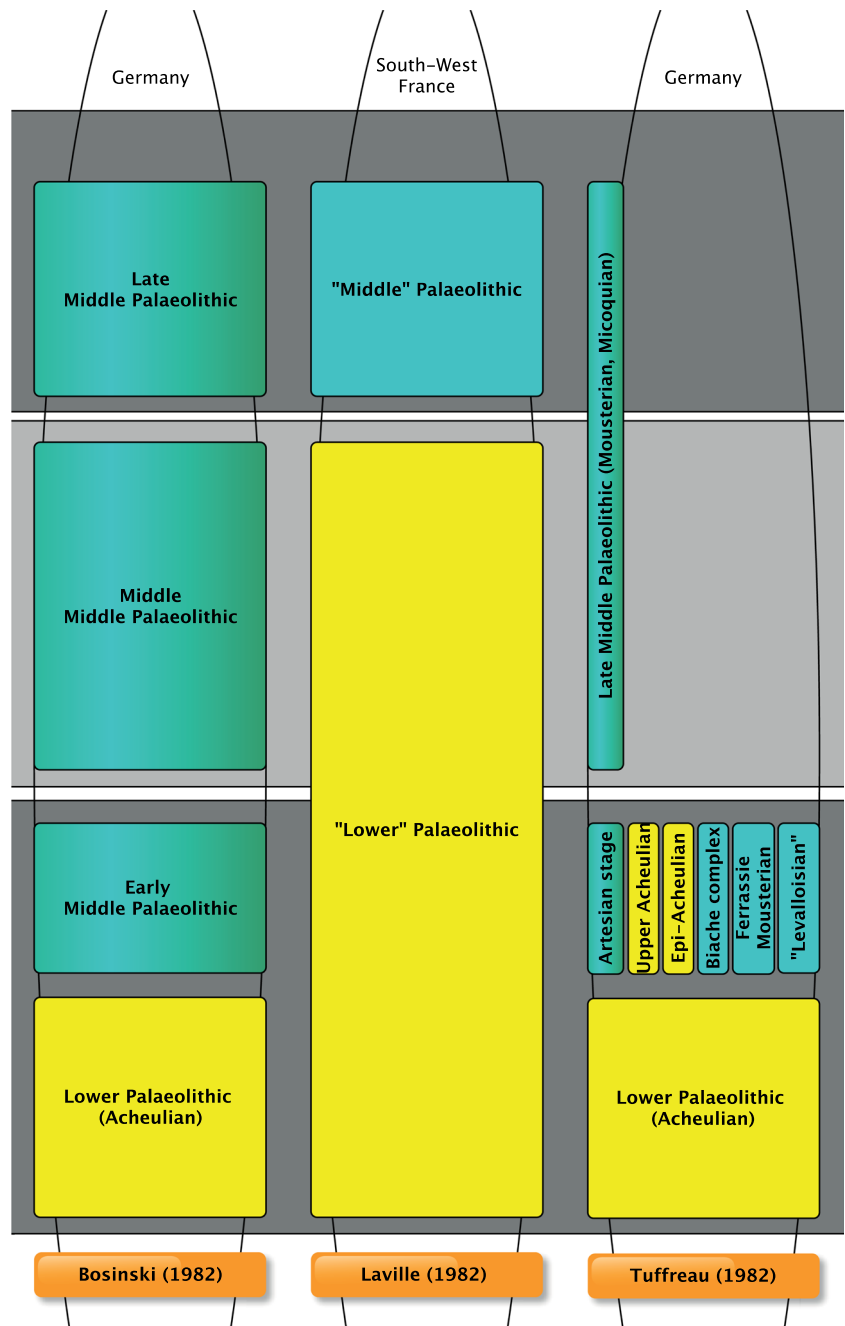 Germany
South-West
France
Germany
Late
Middle Palaeolithic
"Middle" Palaeolithic
Late Middle Palaeolithic (Mousterian, Micoquian)
Middle
Middle Palaeolithic
"Lower" Palaeolithic
Early
Middle Palaeolithic
Artesian stage
Upper Acheulian
Epi-Acheulian
Biache complex
Ferrassie
Mousterian
"Levalloisian"
Lower Palaeolithic
(Acheulian)
Lower Palaeolithic
(Acheulian)
Bosinski (1982)
Laville (1982)
Tuffreau (1982)